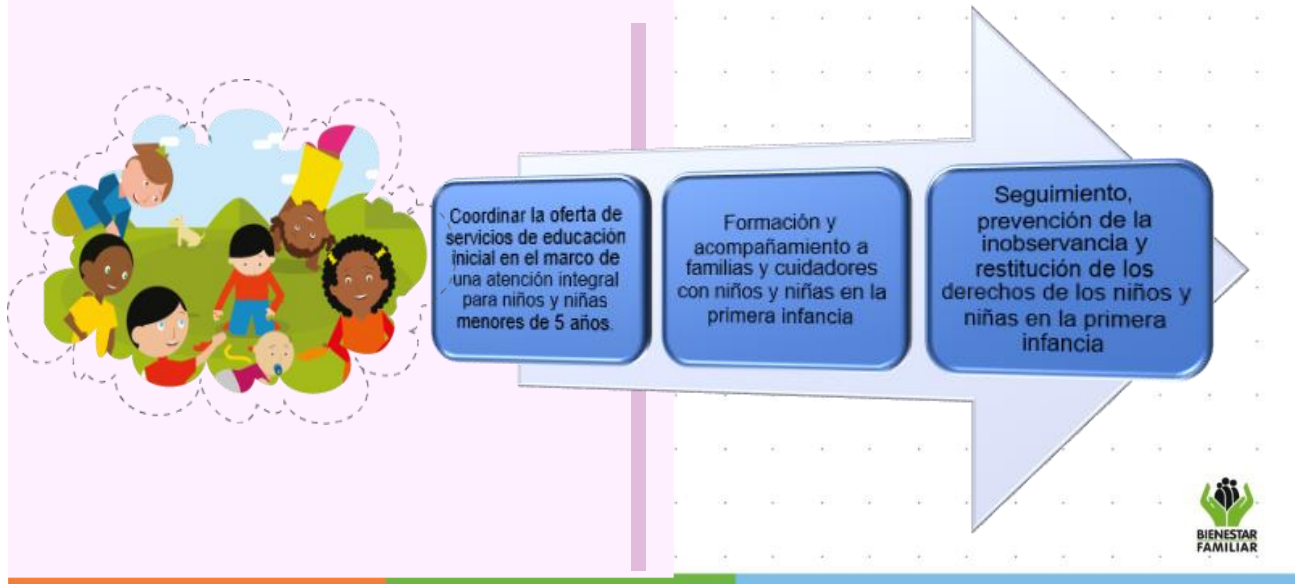 Coordinar la oferta de
servicios de educación
inicial en el marco de
una atención integral
para niños y niñas
menores de 5 años.
Formación y
acompañamiento a
familias y cuidadores
con niños y niñas en la
primera infancia
Seguimiento,
prevención de la
inobservancia y
restitución de los
derechos de los niños y
niñas en la primera
infancia
BIENESTAR
FAMILIAR